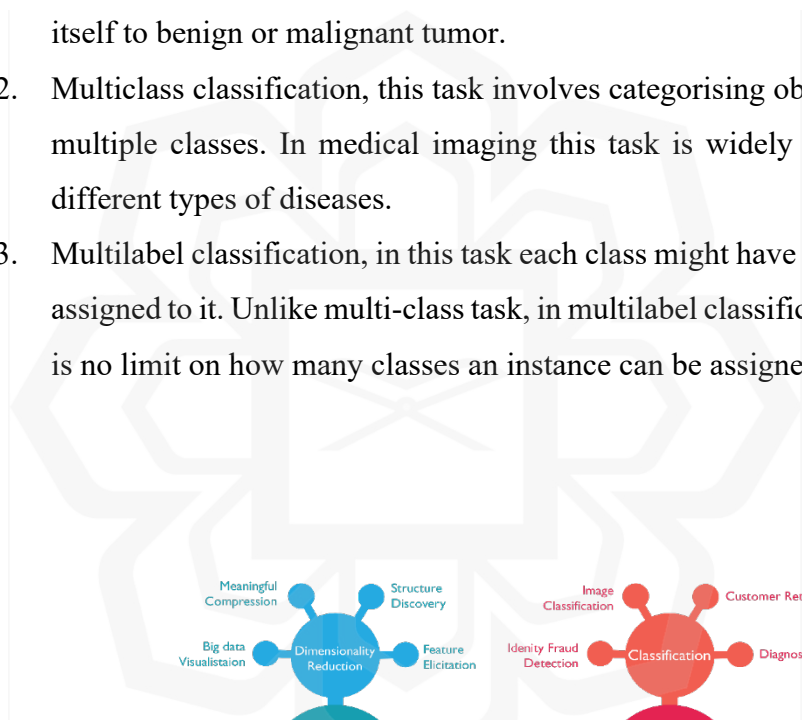 itself to benign or malignant tumor.
2. Multiclass classification, this task involves categorising ob
multiple classes. In medical imaging this task is widely
different types of diseases.
3. Multilabel classification, in this task each class might have
assigned to it. Unlike multi-class task, in multilabel classific
is no limit on how many classes an instance can be assigne
Meaningful
Compression
Structure
Discovery
Big data
Visualistaion
Dimensionality
Reduction
Feature
Elicitation
Image
Classification
Customer Ret
Idenity Fraud
Detection
Classification
Diagnos